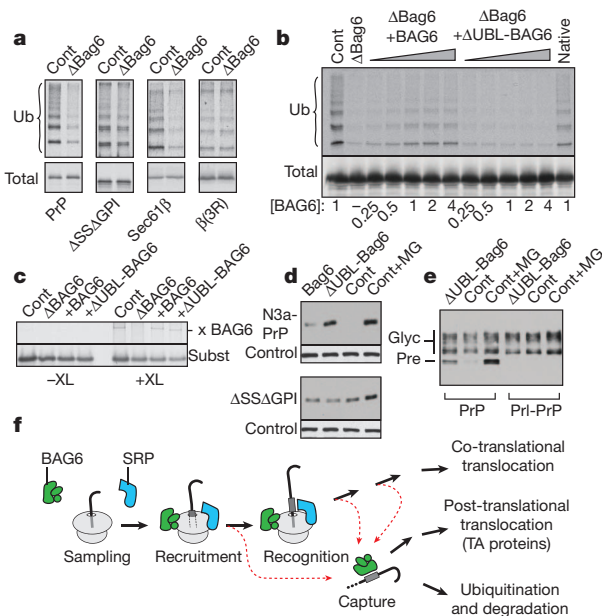 a
Cont
ΔBag6
Cont
ΔBag6
Cont
ΔBag6
Cont
ΔBag6
Ub
Total
PrP
ΔSSΔGPI
Sec61β
β(3R)
b
Cont
ΔBag6
ΔBag6
+BAG6
ΔBag6
+ΔUBL-BAG6
Native
Ub
Total
[BAG6]: 1 – 0.25 0.5 1 2 4 0.25 0.5 1 2 4 1
c
Cont
ΔBAG6
+BAG6
+ΔUBL-BAG6
Cont
ΔBAG6
+BAG6
+ΔUBL-BAG6
- x BAG6
Subst
–XL
+XL
d
Bag6
ΔUBL-Bag6
Cont
Cont+MG
N3a-
PrP
Control
ΔSSΔGPI
Control
e
ΔUBL-Bag6
Cont
Cont+MG
ΔUBL-Bag6
Cont
Cont+MG
Glyc
Pre
PrP
Prl-PrP
f
BAG6
SRP
Sampling
Recruitment
Recognition
Capture
Co-translational
translocation
Post-translational
translocation
(TA proteins)
Ubiquitination
and degradation